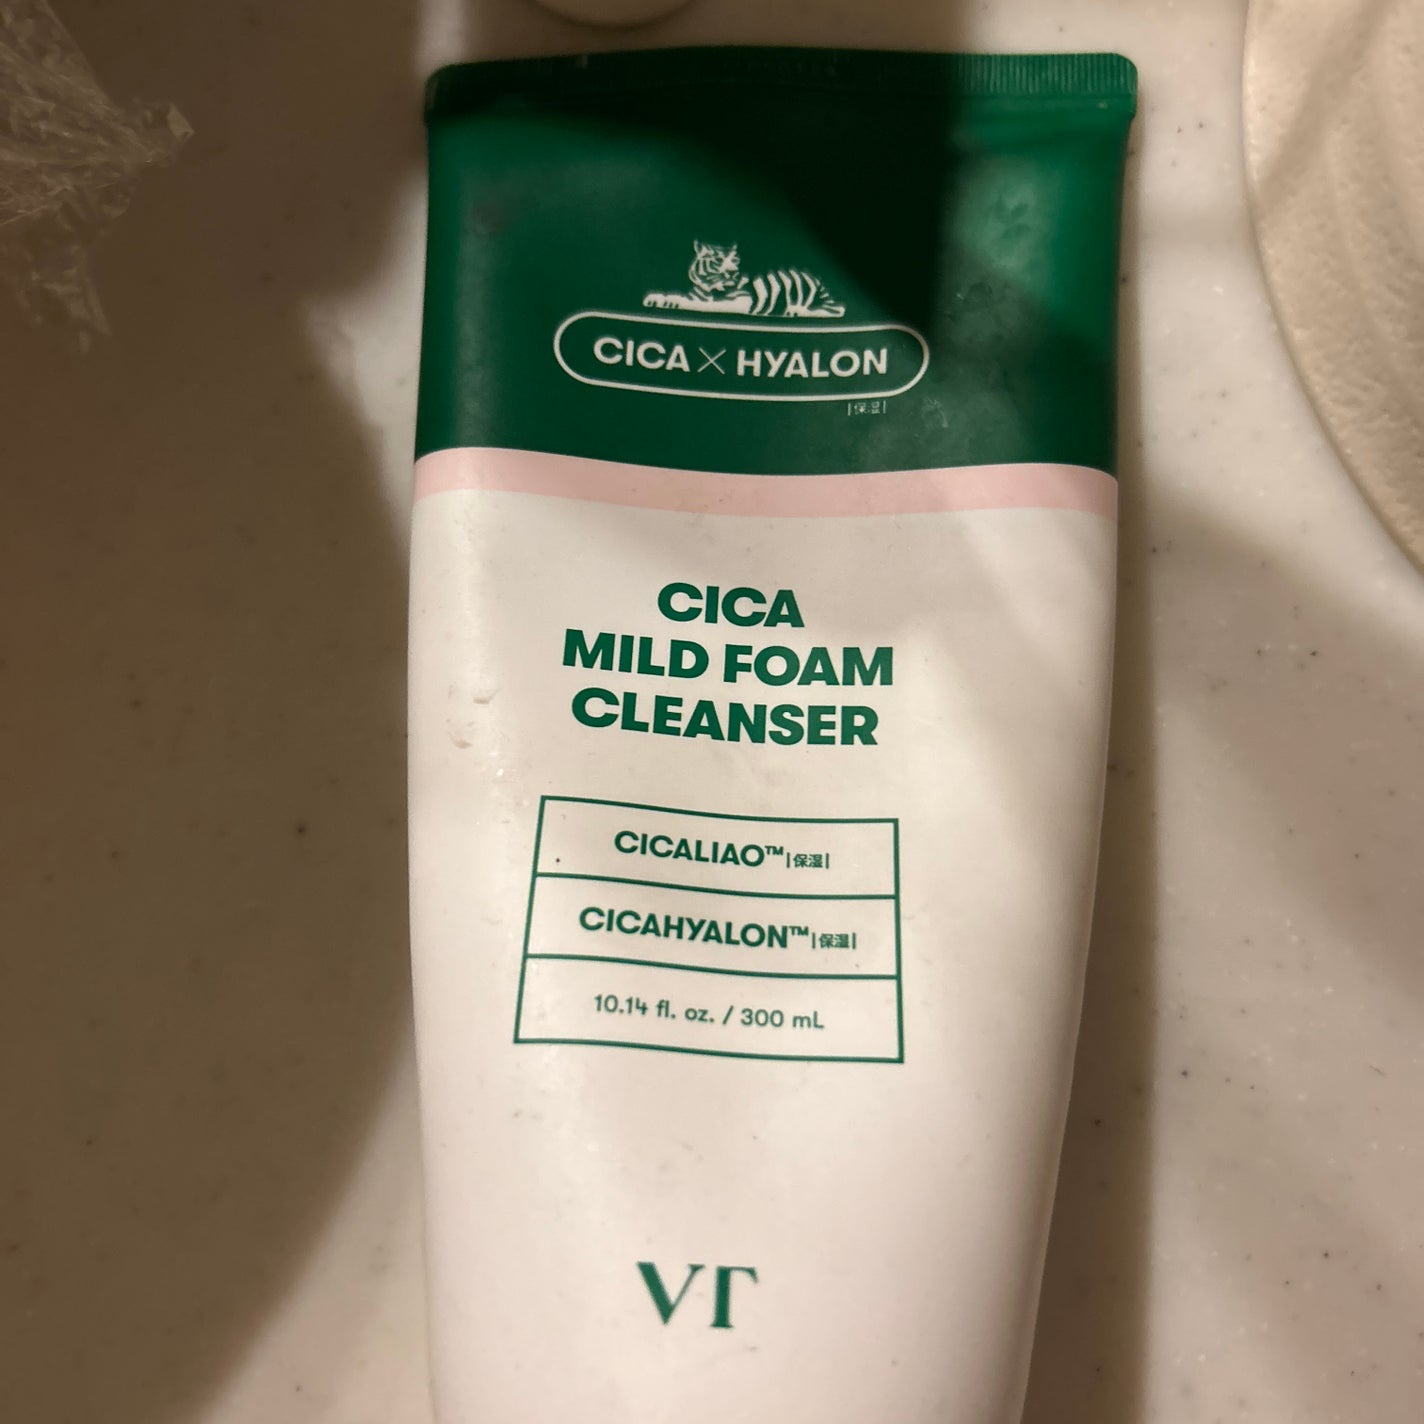 CICA × HYALON
|保湿|
CICA
MILD FOAM
CLEANSER
CICALIAO™|保湿|
CICAHYALON™|保湿|
10.14 fl. oz. / 300 mL
VT